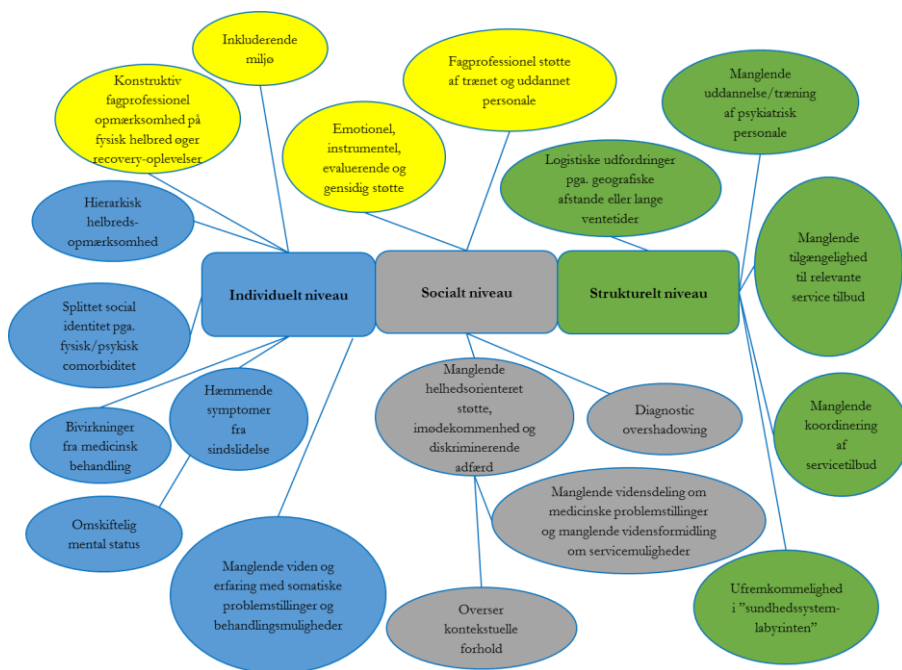 Inkluderende
miljø
Konstruktiv
fagprofessionel
opmærksomhed på
fysisk helbred øger
recovery-oplevelser
Fagprofessionel støtte
af trænet og uddannet
personale
Manglende
uddannelse/træning
af psykiatrisk
personale
Emotionel,
instrumentel,
evaluerende og
gensidig støtte
Logistiske udfordringer
pga. geografiske
afstande eller lange
ventetider
Hierarkisk
helbreds-
opmærksomhed
Manglende
tilgængelighed
til relevante
service tilbud
Individuelt niveau
Socialt niveau
Strukturelt niveau
Splittet social
identitet pga.
fysisk/psykisk
comorbiditet
Hæmmende
symptomer
fra
sindslidelse
Manglende
helhedsorienteret
støtte,
imødekommenhed og
diskriminerende
adfærd
Diagnostic
overshadowing
Manglende
koordinering
af
servicetilbud
Bivirkninger
fra medicinsk
behandling
Manglende vidensdeling om
medicinske problemstillinger
og manglende vidensformidling
om servicemuligheder
Omskiftelig
mental status
Manglende viden og
erfaring med somatiske
problemstillinger og
behandlingsmuligheder
Overser
kontekstuelle
forhold
Ufremkommelighed
i ”sundhedssystem-
labyrinten”